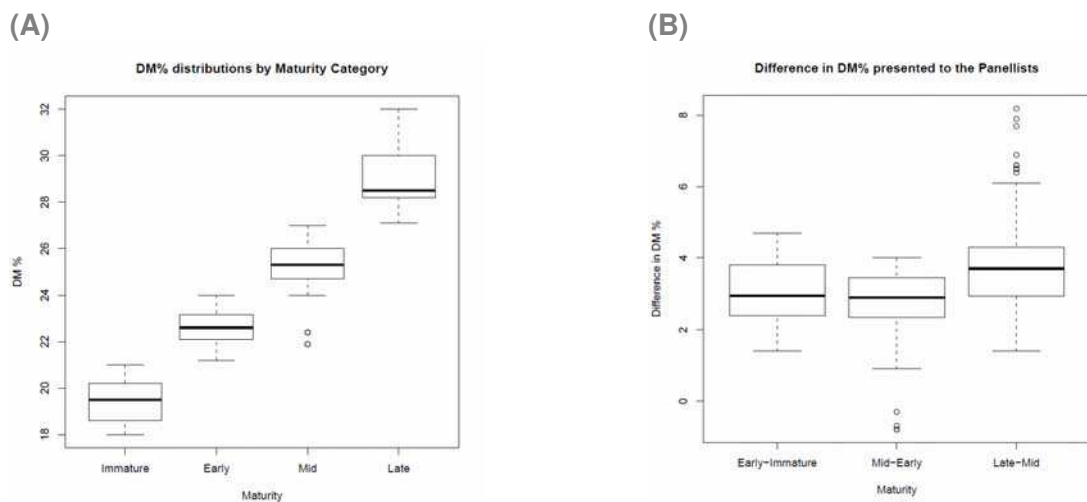 (A)
DM% distributions by Maturity Category
DM %
32
30
28
26
24
22
20
18
Immature Early Mid Late
Maturity
(B)
Difference in DM% presented to the Panellists
Difference in DM %
8
6
4
2
0
Early-Immature Mid-Early Late-Mid
Maturity